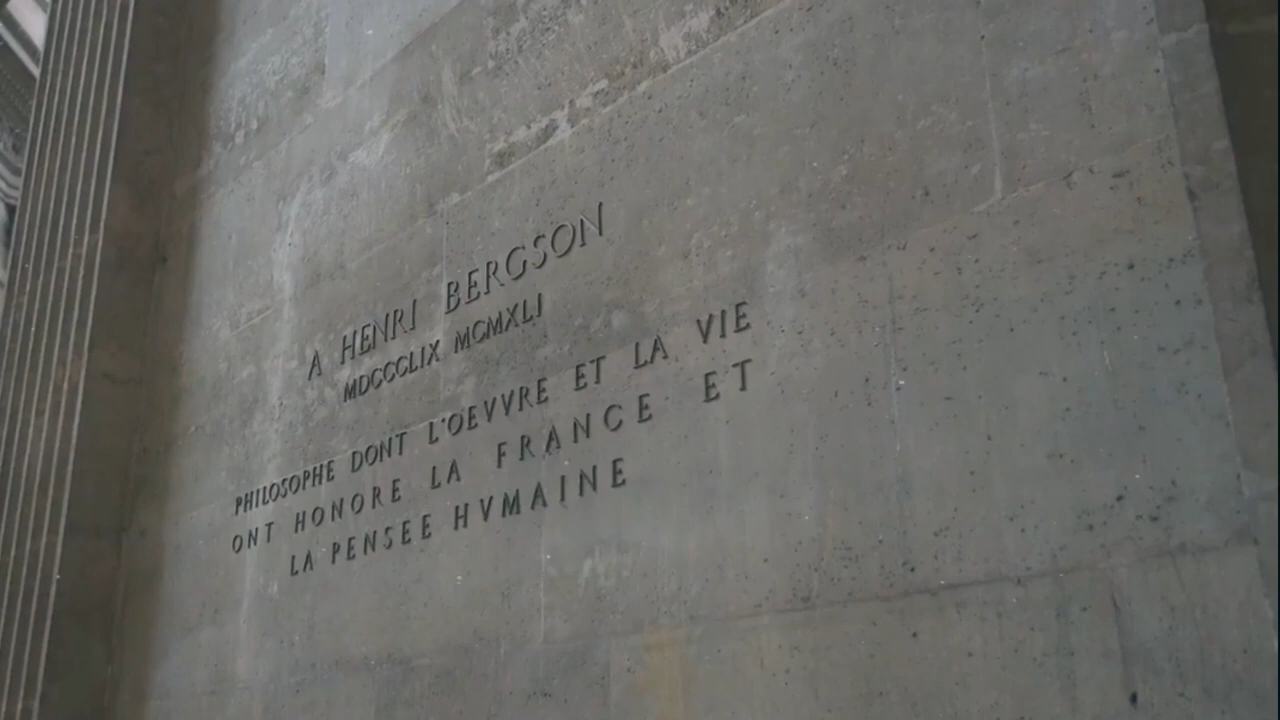 A HENRI BERGSON
MDCCCLIX MCMXLI
PHILOSOPHE DONT L'OEVVRE ET LA VIE
ONT HONORE LA FRANCE ET
LA PENSEE HVMAINE